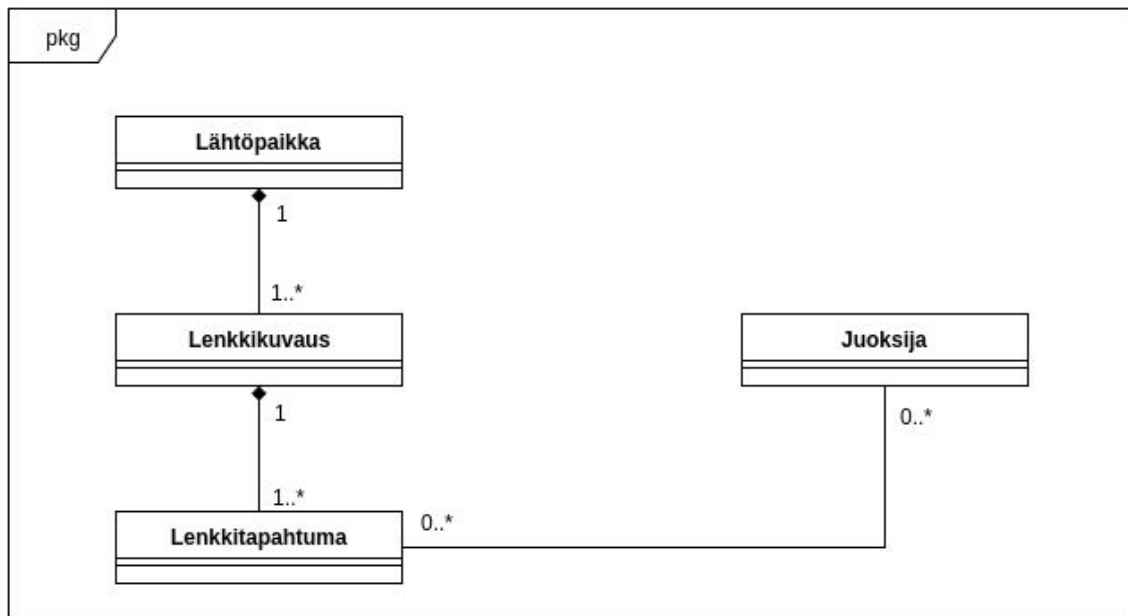 pkg
Lähtöpaikka
1
1..*
Lenkkikuvaus
Juoksija
1
0..*
1..*
Lenkkitapahtuma
0..*